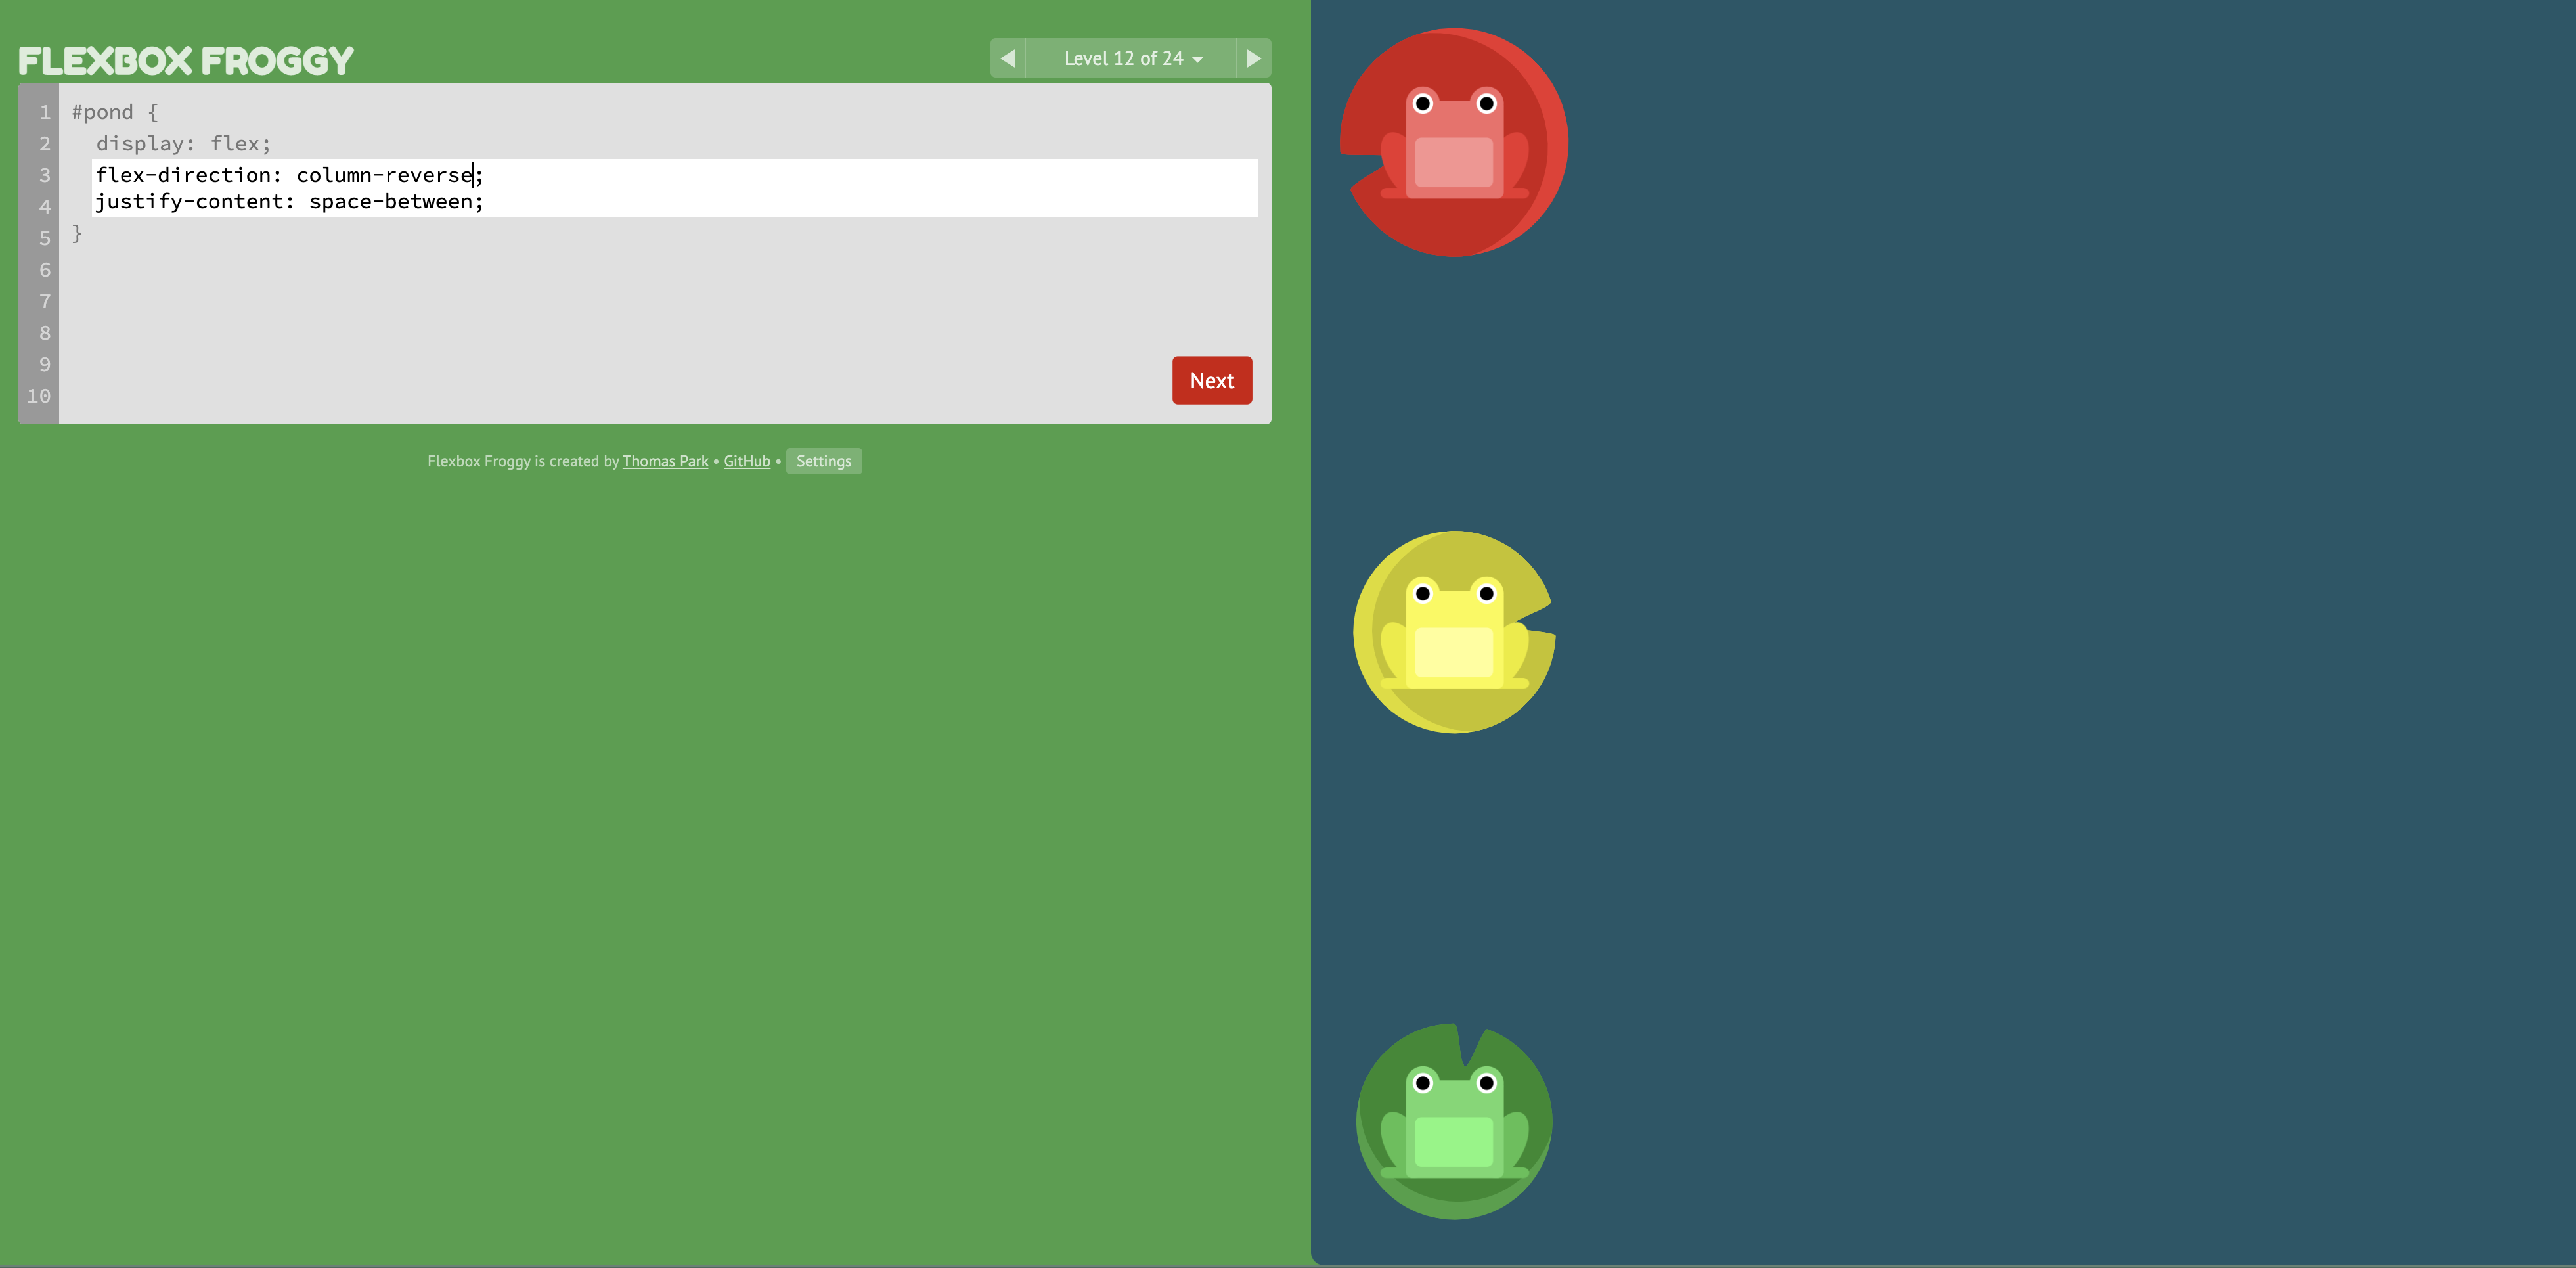 FLEXBOX FROGGY
Level 12 of 24
1 #pond {
2 display: flex;
3 flex-direction: column-reverse;
4 justify-content: space-between;
5 }
6
7
8
9
10
Next
Flexbox Froggy is created by Thomas Park • GitHub • Settings